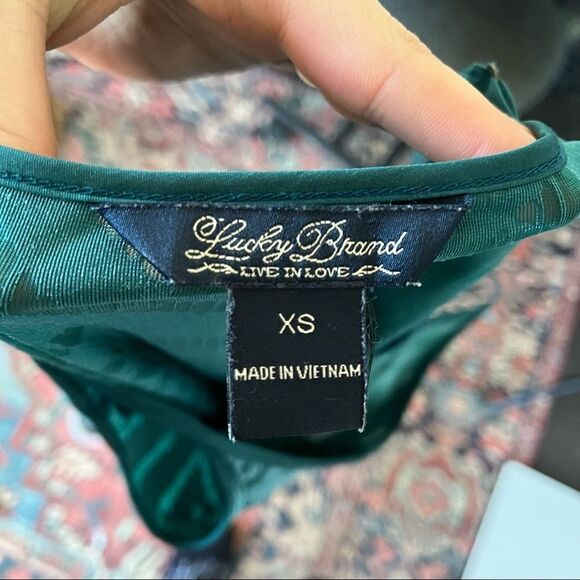 Lucky Brand
LIVE IN LOVE
XS
MADE IN VIETNAM